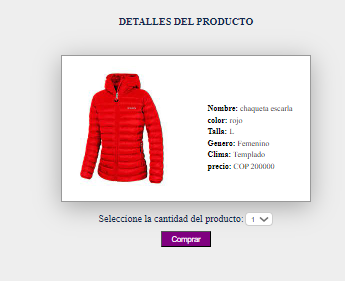 DETALLES DEL PRODUCTO
Nombre: chaqueta escarla
color: rojo
Talla: L
Genero: Femenino
Clima: Templado
precio: COP 200000
Seleccione la cantidad del producto: 1
Comprar